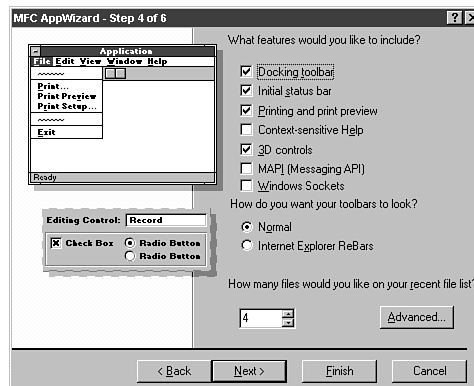 MFC AppWizard - Step 4 of 6
Application
File Edit View Window Help
Print...
Print Preview
Print Setup...
Exit
Ready
Editing Control: Record
Check Box
Radio Button
Radio Button
What features would you like to include?
Docking toolbar
Initial status bar
Printing and print preview
Context-sensitive Help
3D controls
MAPI (Messaging API)
Windows Sockets
How do you want your toolbars to look?
Normal
Internet Explorer ReBars
How many files would you like on your recent file list?
4
Advanced...
< Back
Next >
Finish
Cancel